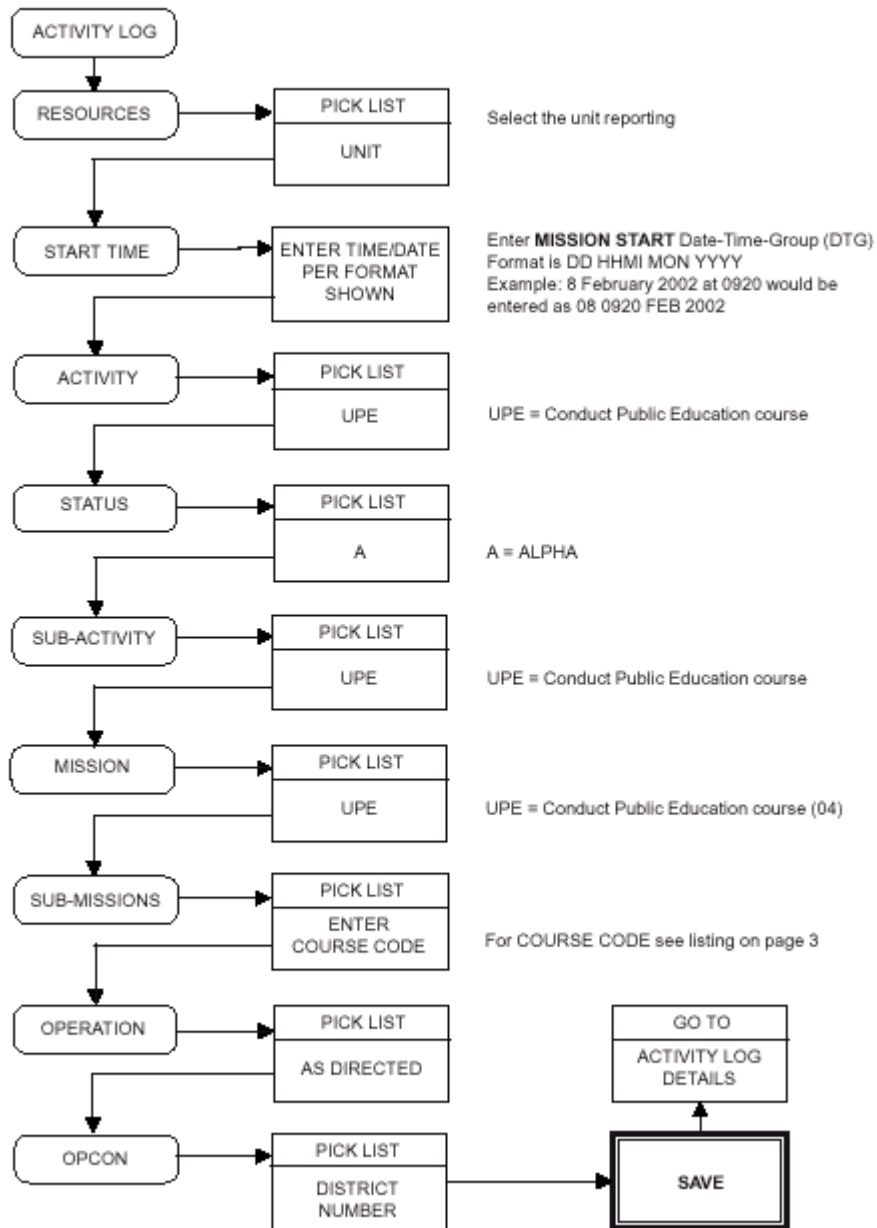 ACTIVITY LOG
RESOURCES
PICK LIST
UNIT
Select the unit reporting
START TIME
ENTER TIME/DATE
PER FORMAT
SHOWN
Enter MISSION START Date-Time-Group (DTG)
Format is DD HHMI MON YYYY
Example: 8 February 2002 at 0920 would be
entered as 08 0920 FEB 2002
ACTIVITY
PICK LIST
UPE
UPE = Conduct Public Education course
STATUS
PICK LIST
A
A = ALPHA
SUB-ACTIVITY
PICK LIST
UPE
UPE = Conduct Public Education course
MISSION
PICK LIST
UPE
UPE = Conduct Public Education course (04)
SUB-MISSIONS
PICK LIST
ENTER
COURSE CODE
For COURSE CODE see listing on page 3
OPERATION
PICK LIST
AS DIRECTED
OPCON
PICK LIST
DISTRICT
NUMBER
SAVE
GO TO
ACTIVITY LOG
DETAILS